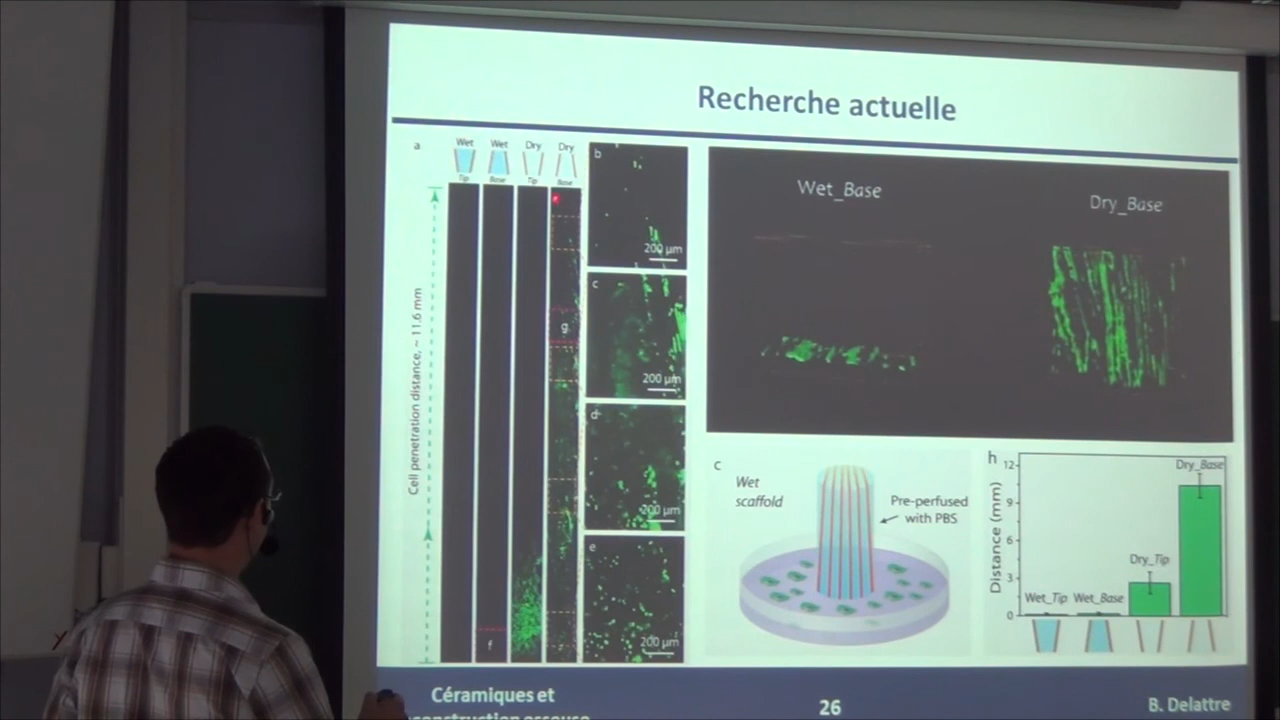 Recherche actuelle
a
Wet
Wet
Dry
Dry
Tip
Base
Tip
Base
Cell penetration distance, ~ 11.6 mm
g
f
b
200 µm
c
200 µm
d
200 µm
e
200 µm
Wet_Base
Dry_Base
c
Wet
scaffold
Pre-perfused
with PBS
h
Distance (mm)
12
9
6
3
0
Wet_Tip
Wet_Base
Dry_Tip
Dry_Base
Céramiques et
construction osseuse
26
B. Delattre